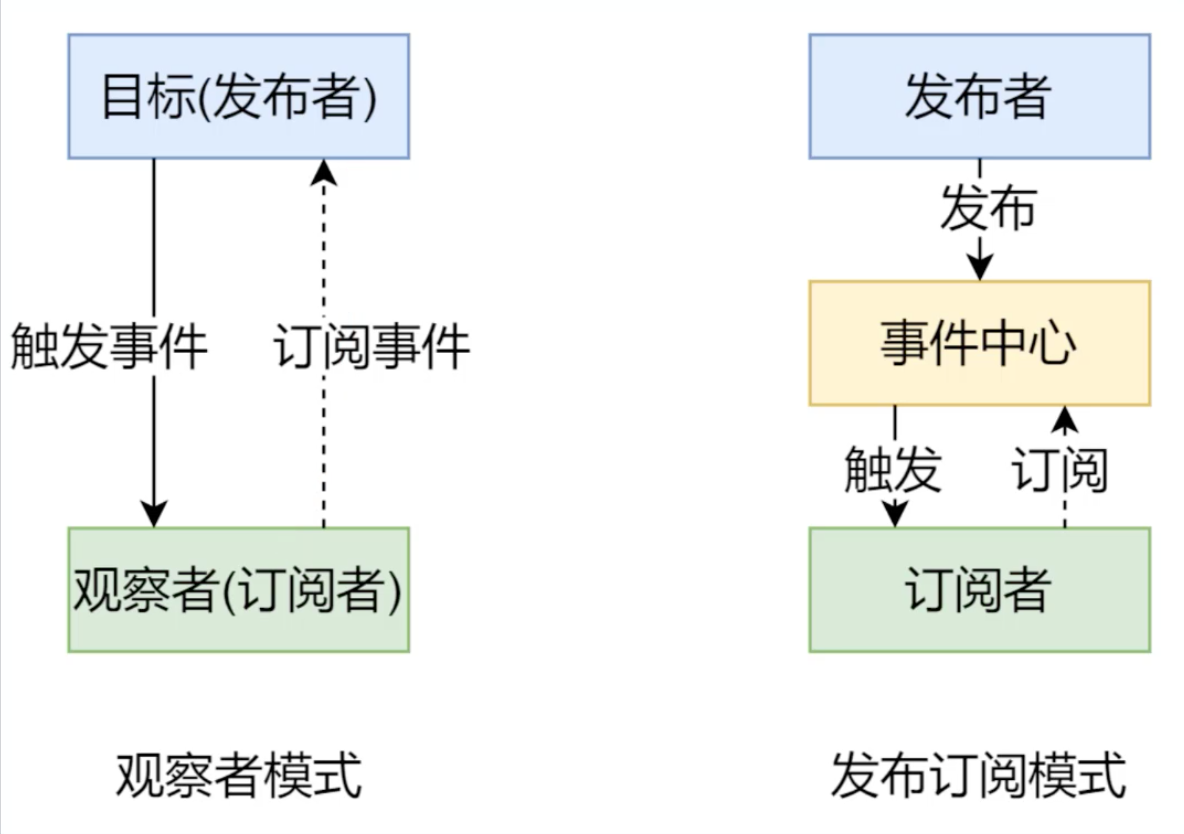 目标(发布者)
触发事件
订阅事件
观察者(订阅者)
观察者模式
发布者
发布
事件中心
触发
订阅
订阅者
发布订阅模式